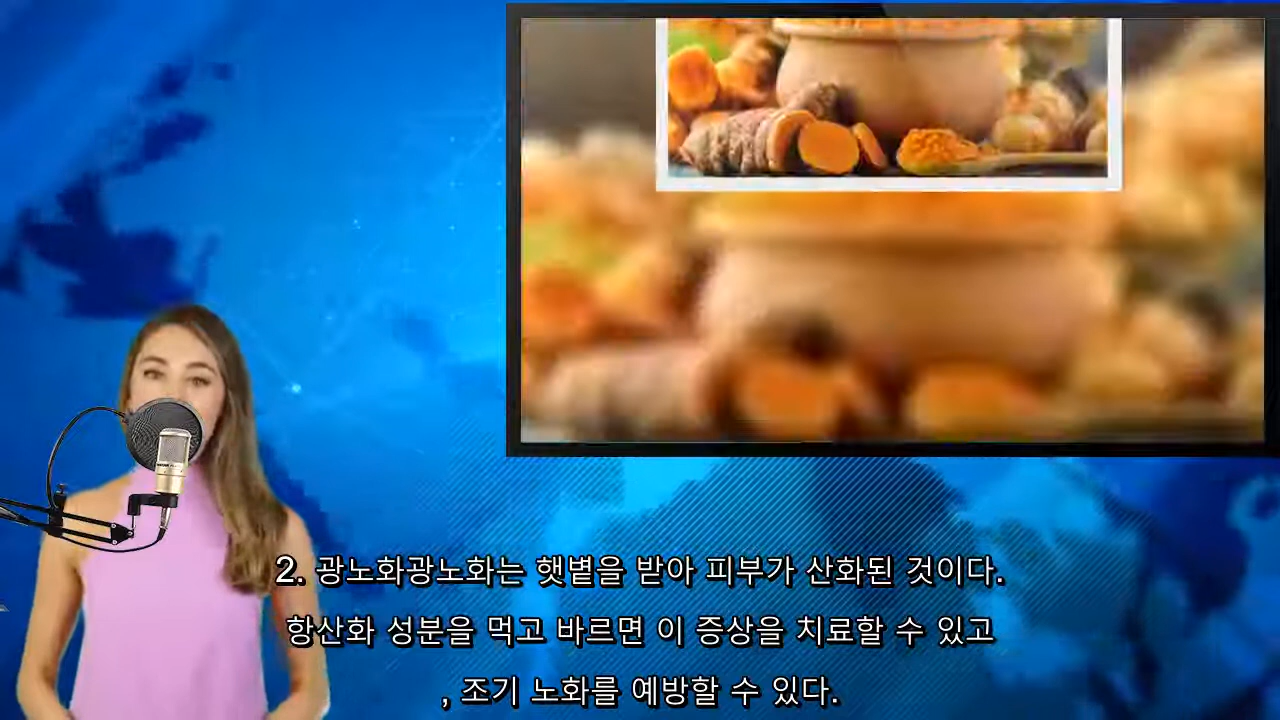 2. 광노화광노화는 햇볕을 받아 피부가 산화된 것이다.
항산화 성분을 먹고 바르면 이 증상을 치료할 수 있고
, 조기 노화를 예방할 수 있다.